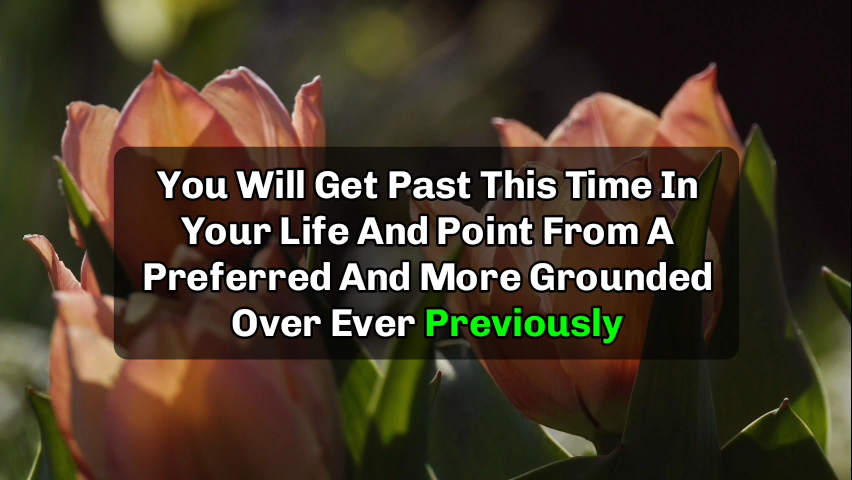 You Will Get Past This Time In
Your Life And Point From A
Preferred And More Grounded
Over Ever Previously